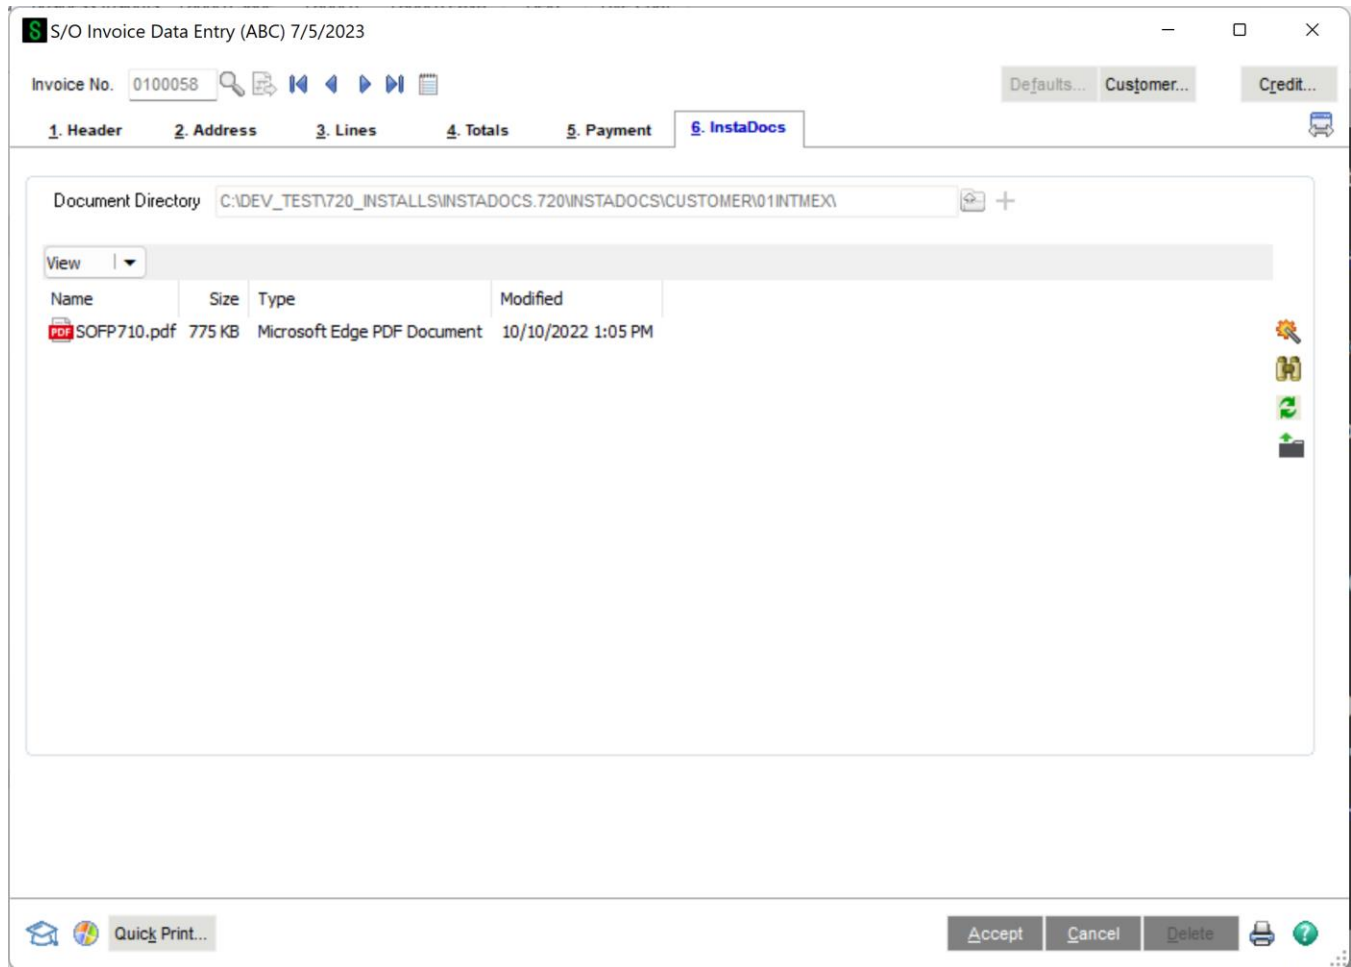 S/O Invoice Data Entry (ABC) 7/5/2023
Invoice No. 0100058 Defaults... Customer... Credit...
1. Header 2. Address 3. Lines 4. Totals 5. Payment 6. InstaDocs
Document Directory C:\DEV_TEST\720_INSTALLS\INSTADOCS.720\INSTADOCS\CUSTOMER\01INTMEX\
View
Name Size Type Modified
PDF SOFP710.pdf 775 KB Microsoft Edge PDF Document 10/10/2022 1:05 PM
Quick Print... Accept Cancel Delete